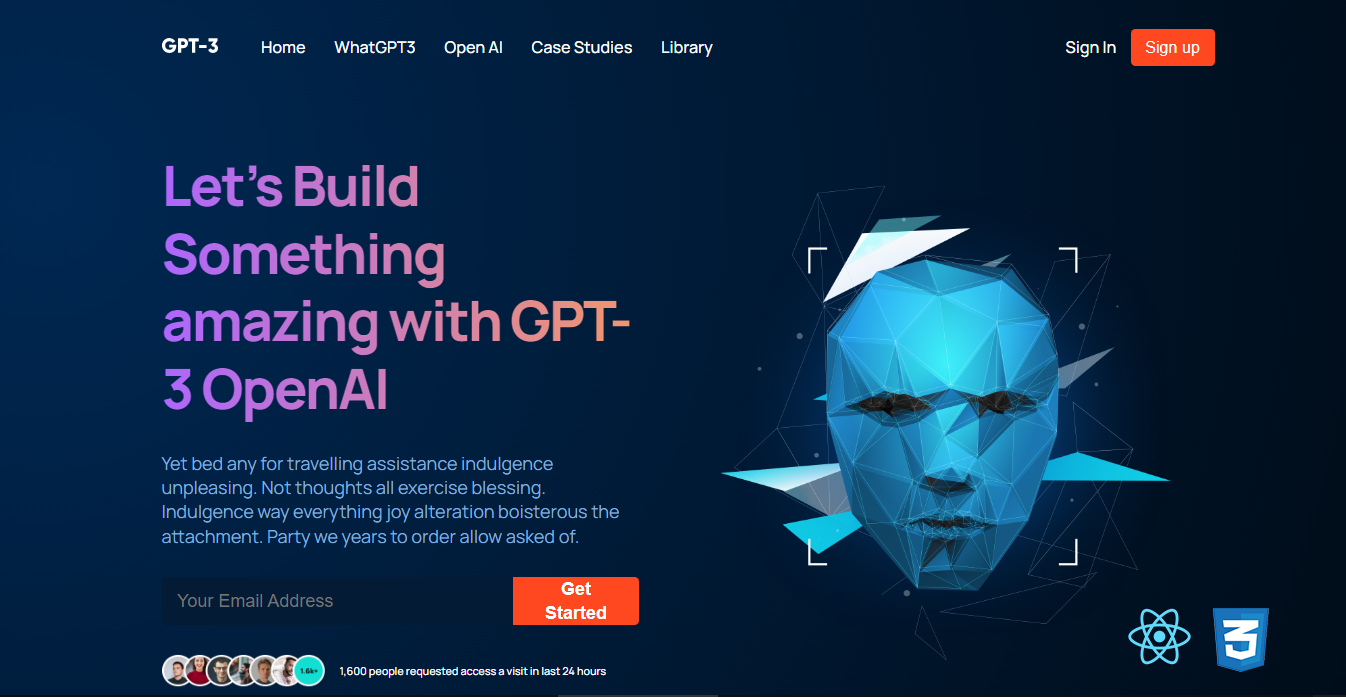 GPT-3 Home WhatGPT3 Open AI Case Studies Library Sign In Sign up
Let’s Build
Something
amazing with GPT-
3 OpenAI
Yet bed any for travelling assistance indulgence
unpleasing. Not thoughts all exercise blessing.
Indulgence way everything joy alteration boisterous the
attachment. Party we years to order allow asked of.
Your Email Address
Get
Started
1.6k+
1,600 people requested access a visit in last 24 hours
3